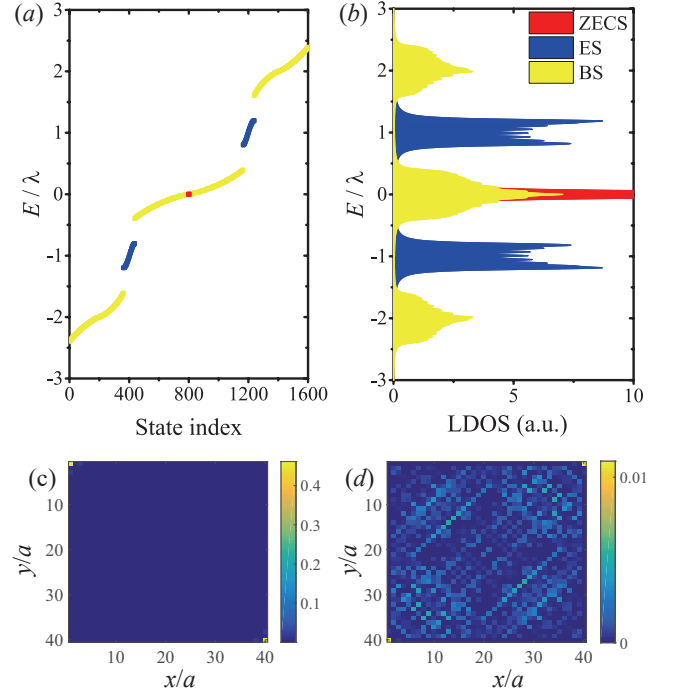 (a)
(b)
ZECS
ES
BS
E / λ
3
2
1
0
-1
-2
-3
0 400 800 1200 1600
State index
E / λ
3
2
1
0
-1
-2
-3
0 5 10
LDOS (a.u.)
(c)
y/a
10
20
30
40
10 20 30 40
x/a
0.4
0.3
0.2
0.1
(d)
y/a
10
20
30
40
10 20 30 40
x/a
0.01
0